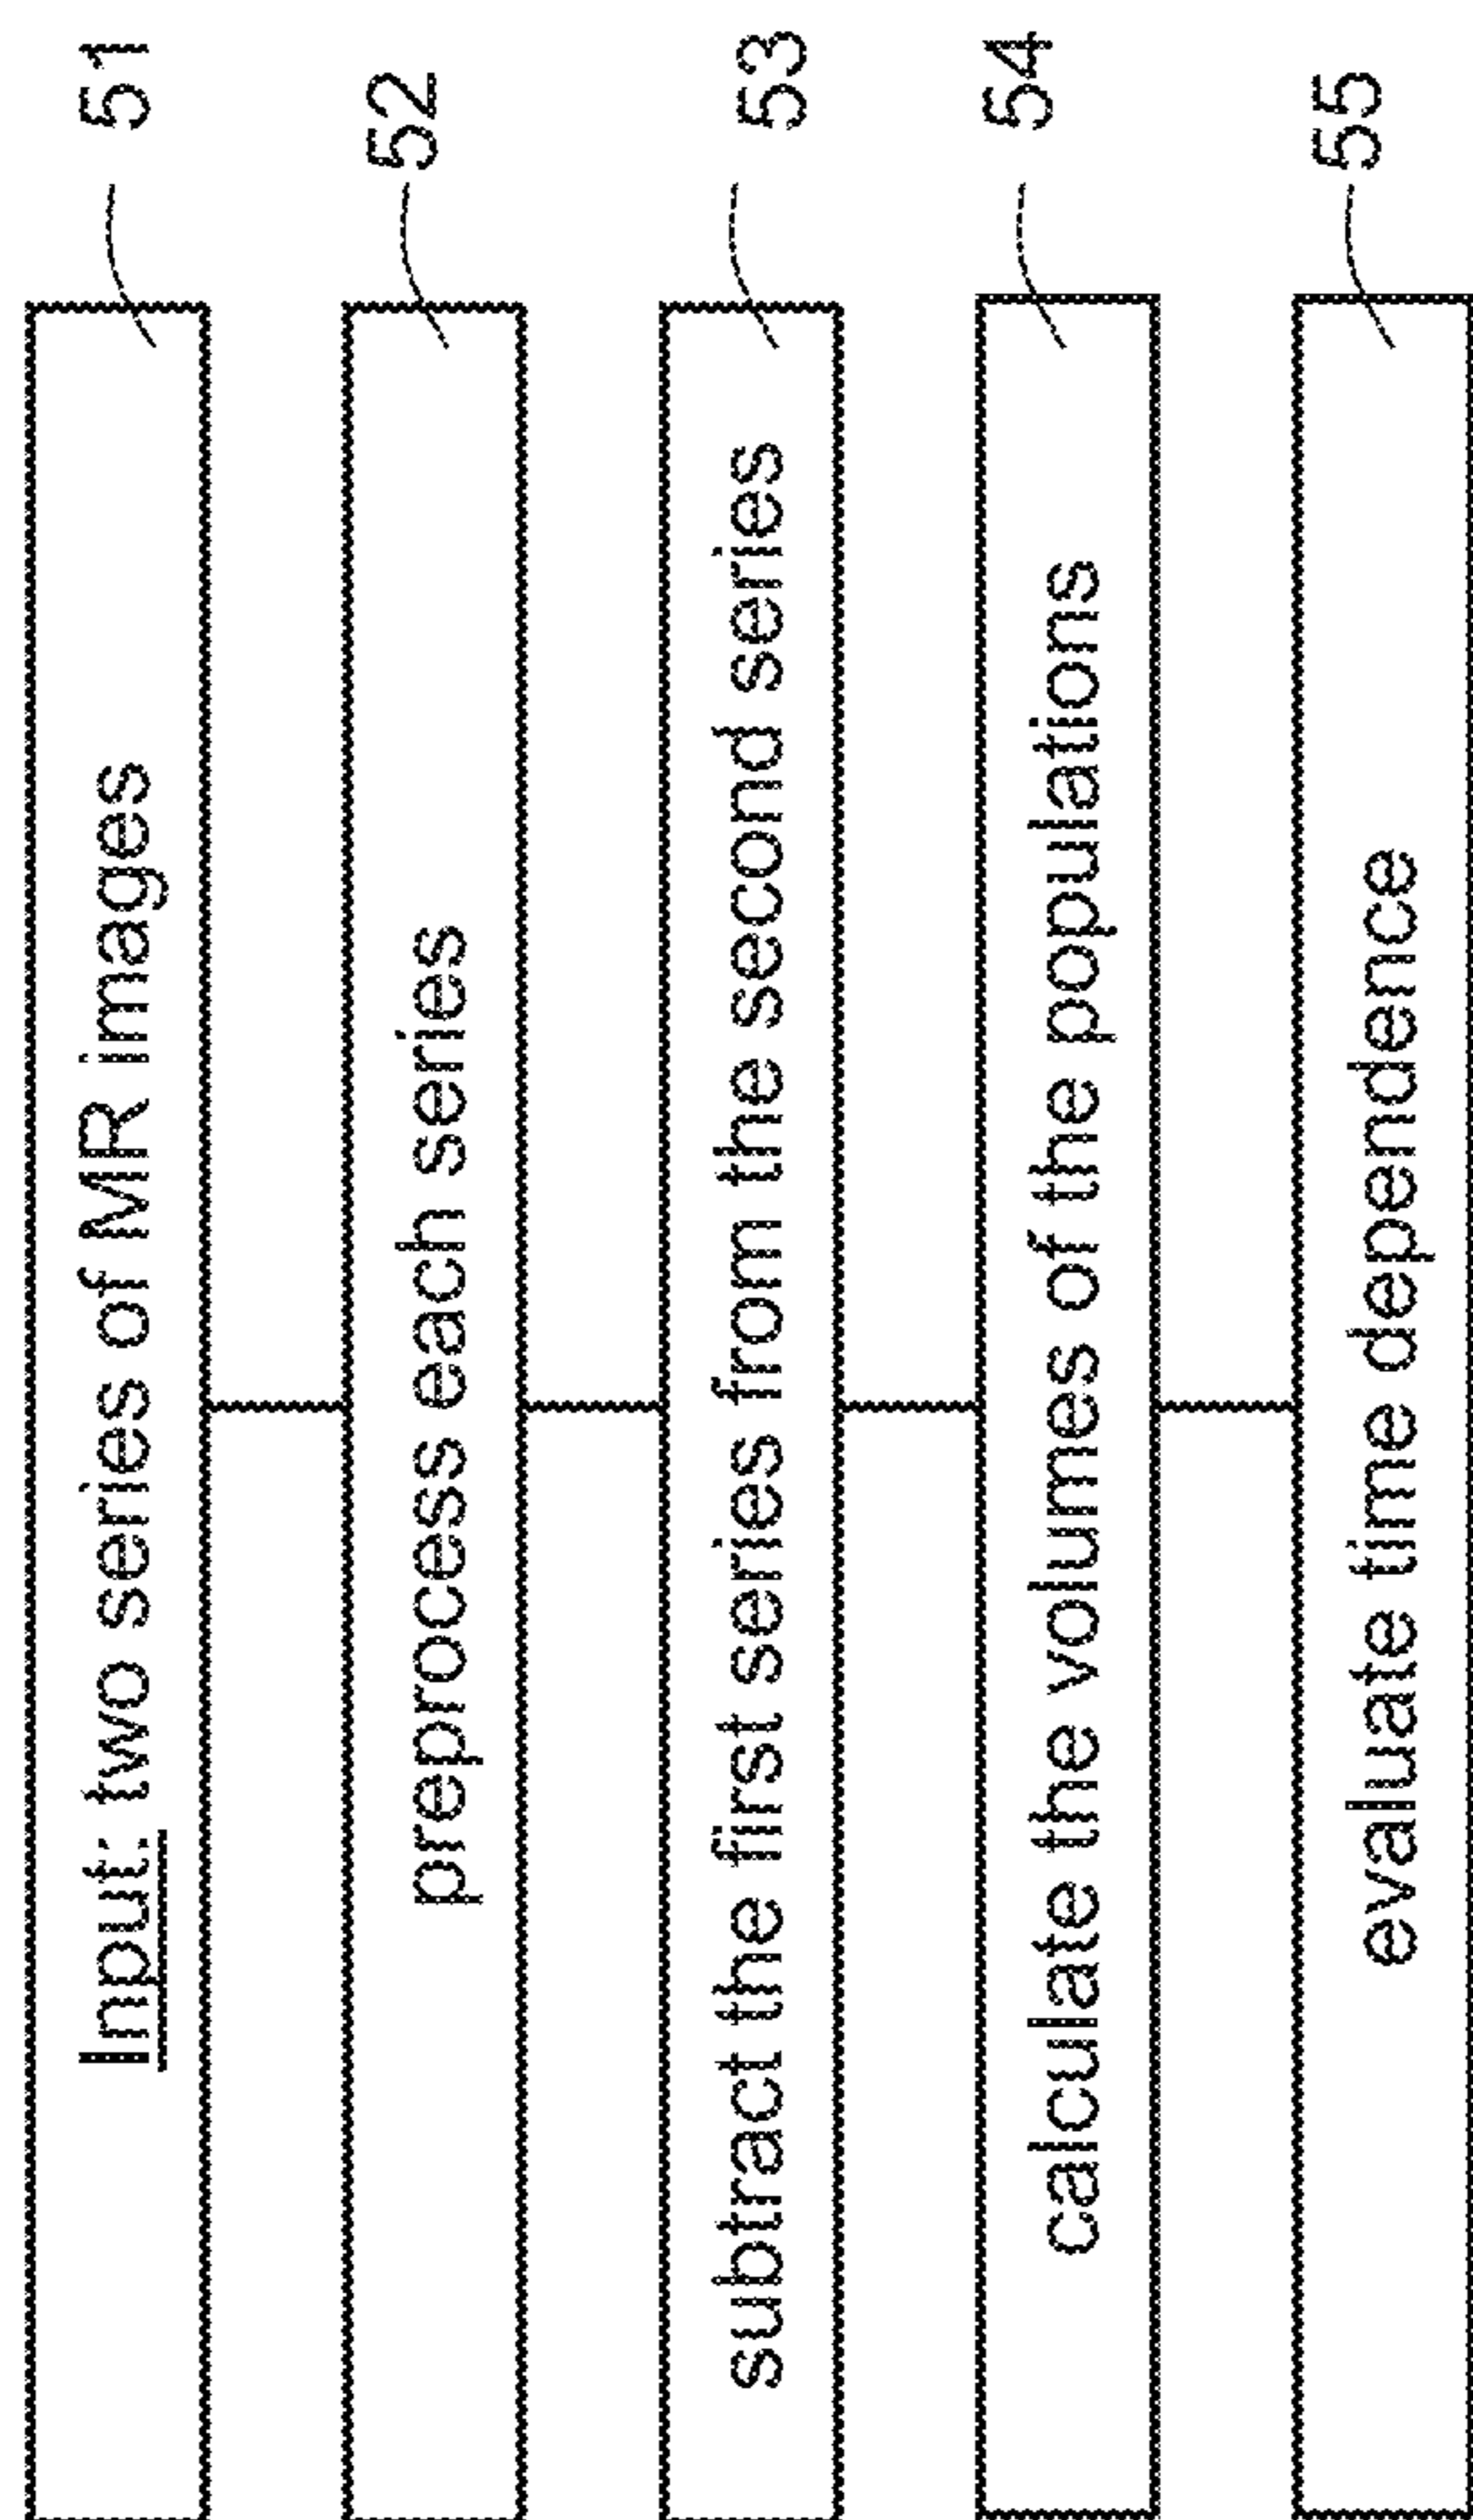 Input: two series of MR images 51
preprocess each series 52
subtract the first series from the second series 53
calculate the volumes of the populations 54
evaluate time dependence 55